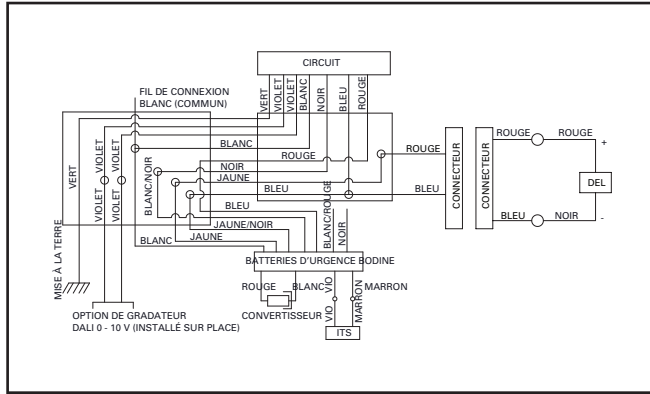 CIRCUIT
FIL DE CONNEXION
BLANC (COMMUN)
VERT
VIOLET
VIOLET
BLANC
NOIR
BLEU
ROUGE
BLANC
ROUGE
NOIR
JAUNE
BLEU
ROUGE
BLEU
CONNECTEUR
CONNECTEUR
ROUGE
ROUGE
+
DEL
BLEU
NOIR
-
VERT
VIOLET
VIOLET
VIOLET
VIOLET
BLANC/NOIR
BLEU
JAUNE/NOIR
JAUNE
BLANC
BLANC/ROUGE
NOIR
MISE À LA TERRE
BATTERIES D'URGENCE BODINE
ROUGE
BLANC
VIO
MARRON
CONVERTISSEUR
VIO
MARRON
ITS
OPTION DE GRADATEUR
DALI 0 - 10 V (INSTALLÉ SUR PLACE)